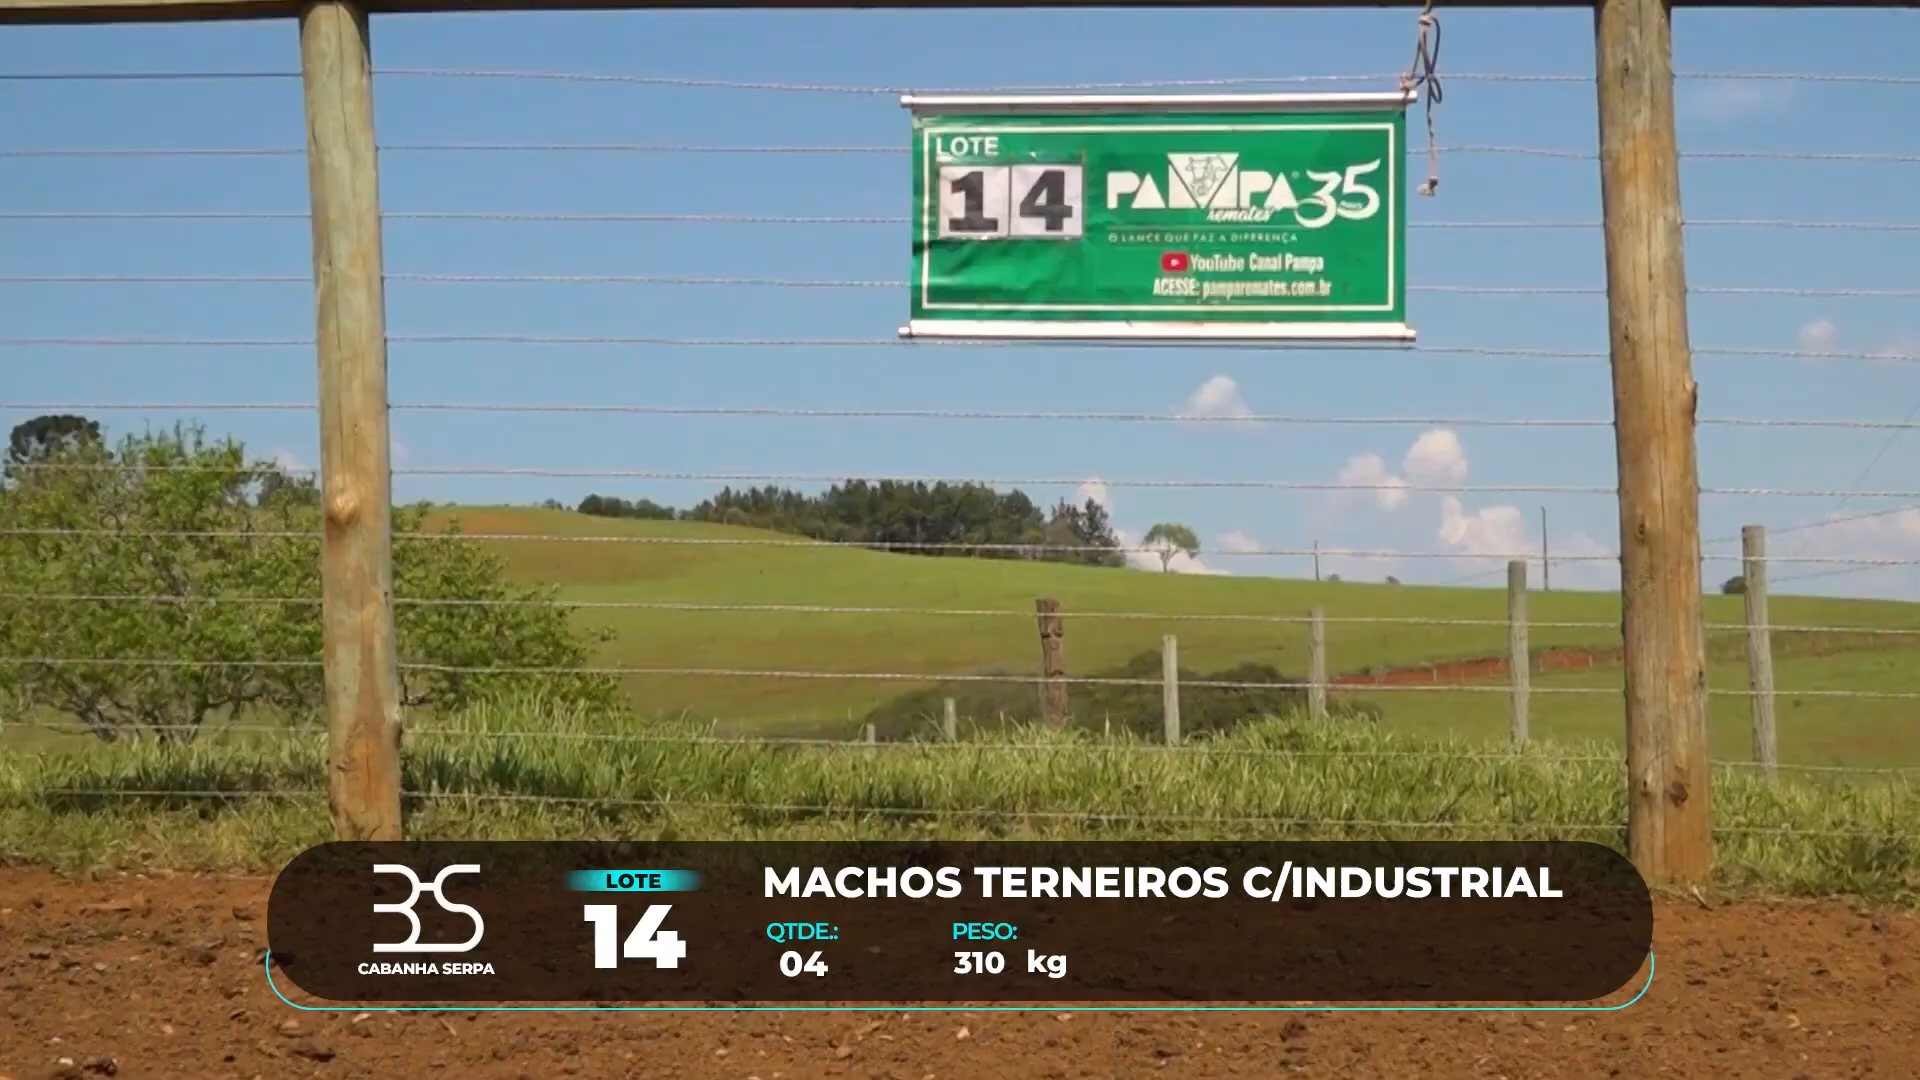 LOTE
14
PAMPA 35
remates
O LANCE QUE FAZ A DIFERENÇA
YouTube Canal Pampa
ACESSE: pamparemates.com.br
BS
CABANHA SERPA
LOTE
14
MACHOS TERNEIROS C/INDUSTRIAL
QTDE.:
04
PESO:
310 kg